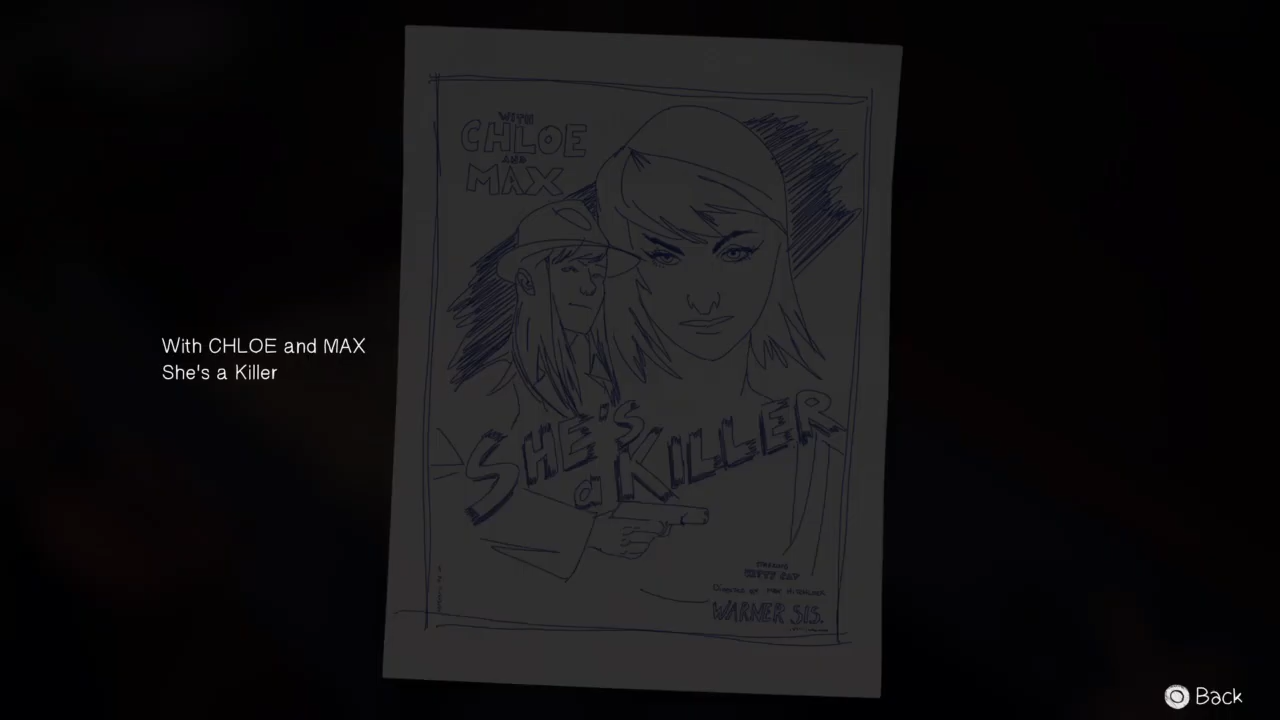 WITH
CHLOE
AND
MAX
With CHLOE and MAX
She's a Killer
SHE'S
a KILLER
WARNER SIS.
Back